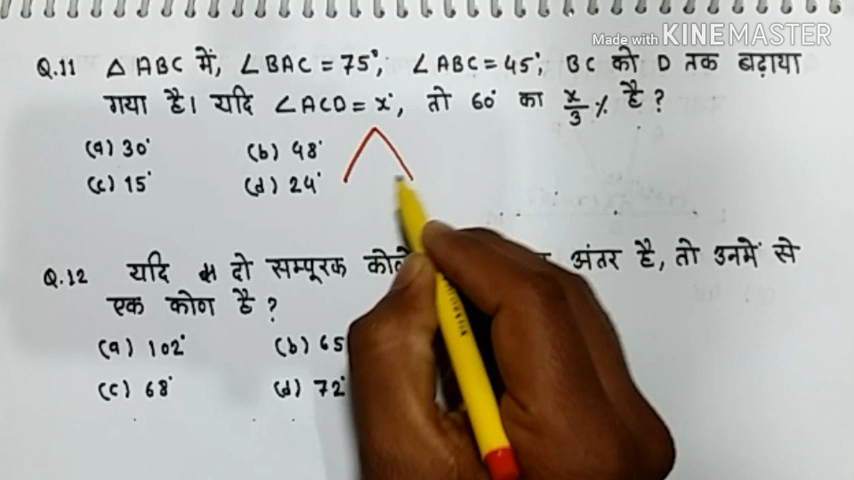 Made with KINEMASTER
Q.11 △ ABC में, ∠BAC = 75°, ∠ABC = 45°, BC को D तक बढ़ाया
गया है। यदि ∠ACD = x°, तो 60° का x/3 % है ?
(a) 30° (b) 48°
(c) 15° (d) 24°
Q.12 यदि दो सम्पूरक अंतर है, तो उनमें से
एक कोण है ?
(a) 102° (b) 65
(c) 68° (d) 72°